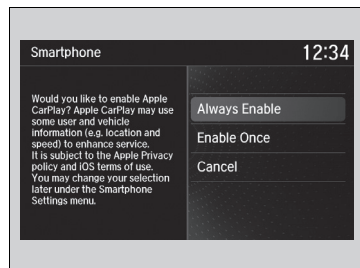 Smartphone 12:34
Would you like to enable Apple
CarPlay? Apple CarPlay may use
some user and vehicle
information (e.g. location and
speed) to enhance service.
It is subject to the Apple Privacy
policy and iOS terms of use.
You may change your selection
later under the Smartphone
Settings menu.
Always Enable
Enable Once
Cancel